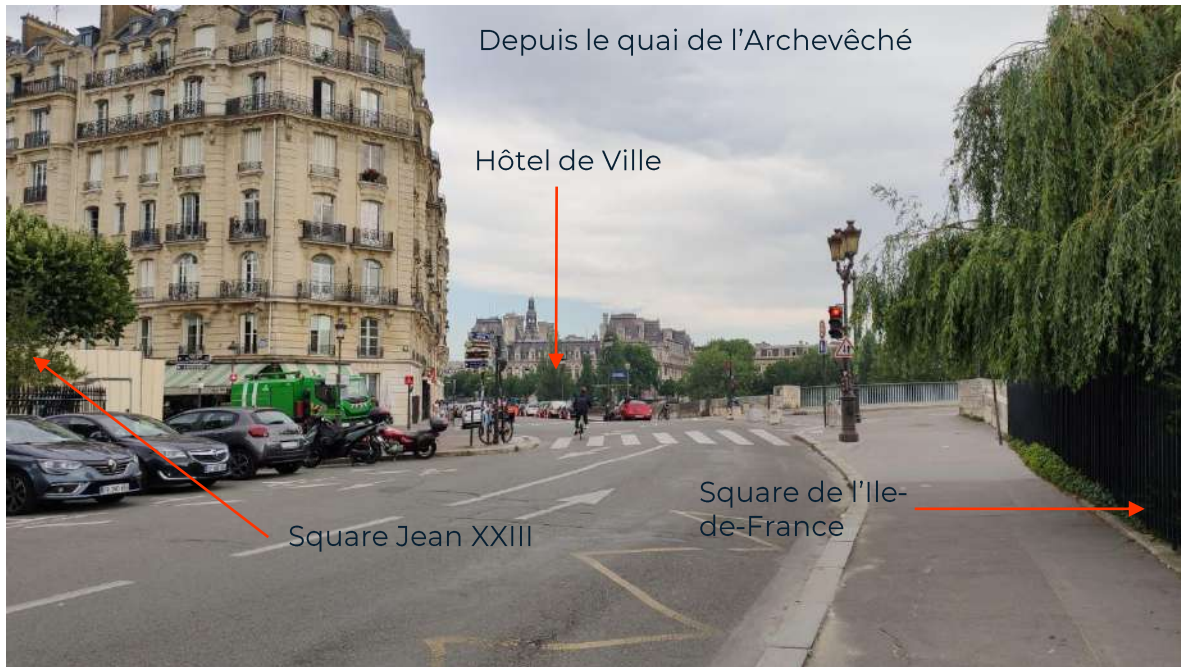 Depuis le quai de l'Archevêché
Hôtel de Ville
Square de l'Ile-
de-France
Square Jean XXIII